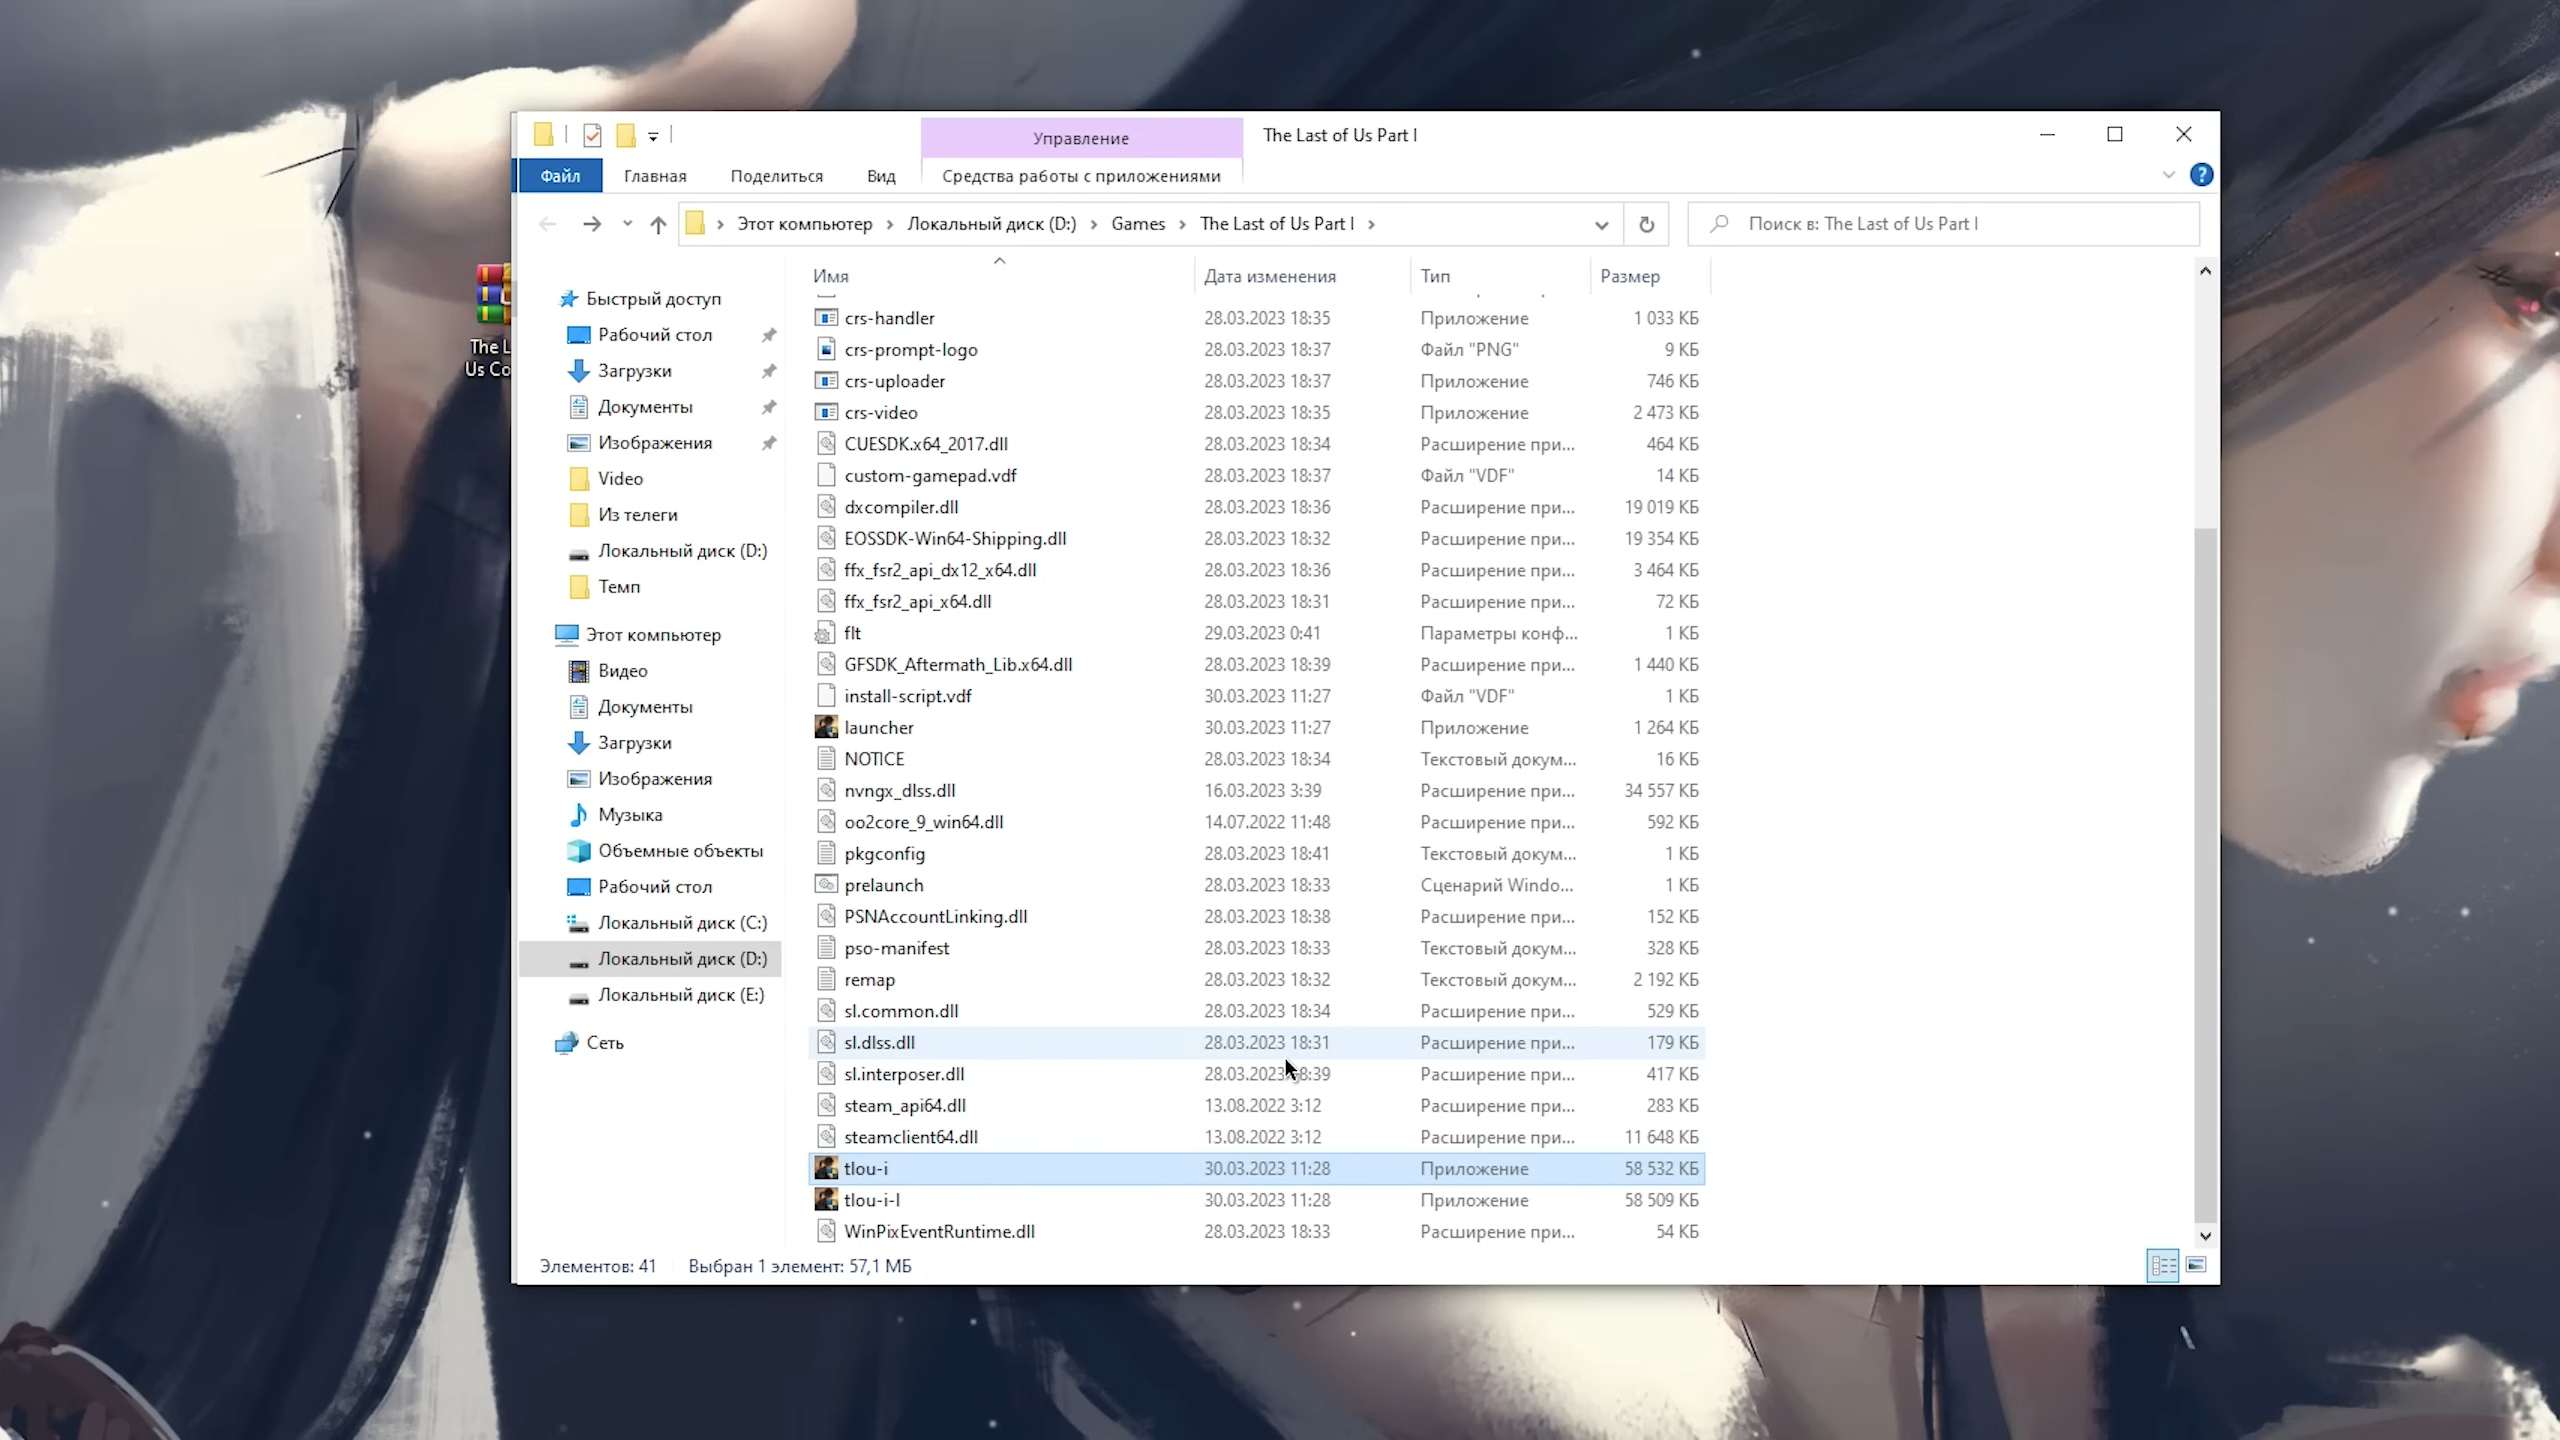 Управление
The Last of Us Part I
Файл
Главная
Поделиться
Вид
Средства работы с приложениями
Этот компьютер
Локальный диск (D:)
Games
The Last of Us Part I
Поиск в: The Last of Us Part I
Имя
Дата изменения
Тип
Размер
The L
Us Co
Быстрый доступ
Рабочий стол
Загрузки
Документы
Изображения
Video
Из телеги
Локальный диск (D:)
Темп
Этот компьютер
Видео
Документы
Загрузки
Изображения
Музыка
Объемные объекты
Рабочий стол
Локальный диск (C:)
Локальный диск (D:)
Локальный диск (E:)
Сеть
crs-handler 28.03.2023 18:35 Приложение 1 033 КБ
crs-prompt-logo 28.03.2023 18:37 Файл "PNG" 9 КБ
crs-uploader 28.03.2023 18:37 Приложение 746 КБ
crs-video 28.03.2023 18:35 Приложение 2 473 КБ
CUESDK.x64_2017.dll 28.03.2023 18:34 Расширение при... 464 КБ
custom-gamepad.vdf 28.03.2023 18:37 Файл "VDF" 14 КБ
dxcompiler.dll 28.03.2023 18:36 Расширение при... 19 019 КБ
EOSSDK-Win64-Shipping.dll 28.03.2023 18:32 Расширение при... 19 354 КБ
ffx_fsr2_api_dx12_x64.dll 28.03.2023 18:36 Расширение при... 3 464 КБ
ffx_fsr2_api_x64.dll 28.03.2023 18:31 Расширение при... 72 КБ
flt 29.03.2023 0:41 Параметры конф... 1 КБ
GFSDK_Aftermath_Lib.x64.dll 28.03.2023 18:39 Расширение при... 1 440 КБ
install-script.vdf 30.03.2023 11:27 Файл "VDF" 1 КБ
launcher 30.03.2023 11:27 Приложение 1 264 КБ
NOTICE 28.03.2023 18:34 Текстовый докум... 16 КБ
nvngx_dlss.dll 16.03.2023 3:39 Расширение при... 34 557 КБ
oo2core_9_win64.dll 14.07.2022 11:48 Расширение при... 592 КБ
pkgconfig 28.03.2023 18:41 Текстовый докум... 1 КБ
prelaunch 28.03.2023 18:33 Сценарий Windo... 1 КБ
PSNAccountLinking.dll 28.03.2023 18:38 Расширение при... 152 КБ
pso-manifest 28.03.2023 18:33 Текстовый докум... 328 КБ
remap 28.03.2023 18:32 Текстовый докум... 2 192 КБ
sl.common.dll 28.03.2023 18:34 Расширение при... 529 КБ
sl.dlss.dll 28.03.2023 18:31 Расширение при... 179 КБ
sl.interposer.dll 28.03.2023 18:39 Расширение при... 417 КБ
steam_api64.dll 13.08.2022 3:12 Расширение при... 283 КБ
steamclient64.dll 13.08.2022 3:12 Расширение при... 11 648 КБ
tlou-i 30.03.2023 11:28 Приложение 58 532 КБ
tlou-i-l 30.03.2023 11:28 Приложение 58 509 КБ
WinPixEventRuntime.dll 28.03.2023 18:33 Расширение при... 54 КБ
Элементов: 41
Выбран 1 элемент: 57,1 МБ